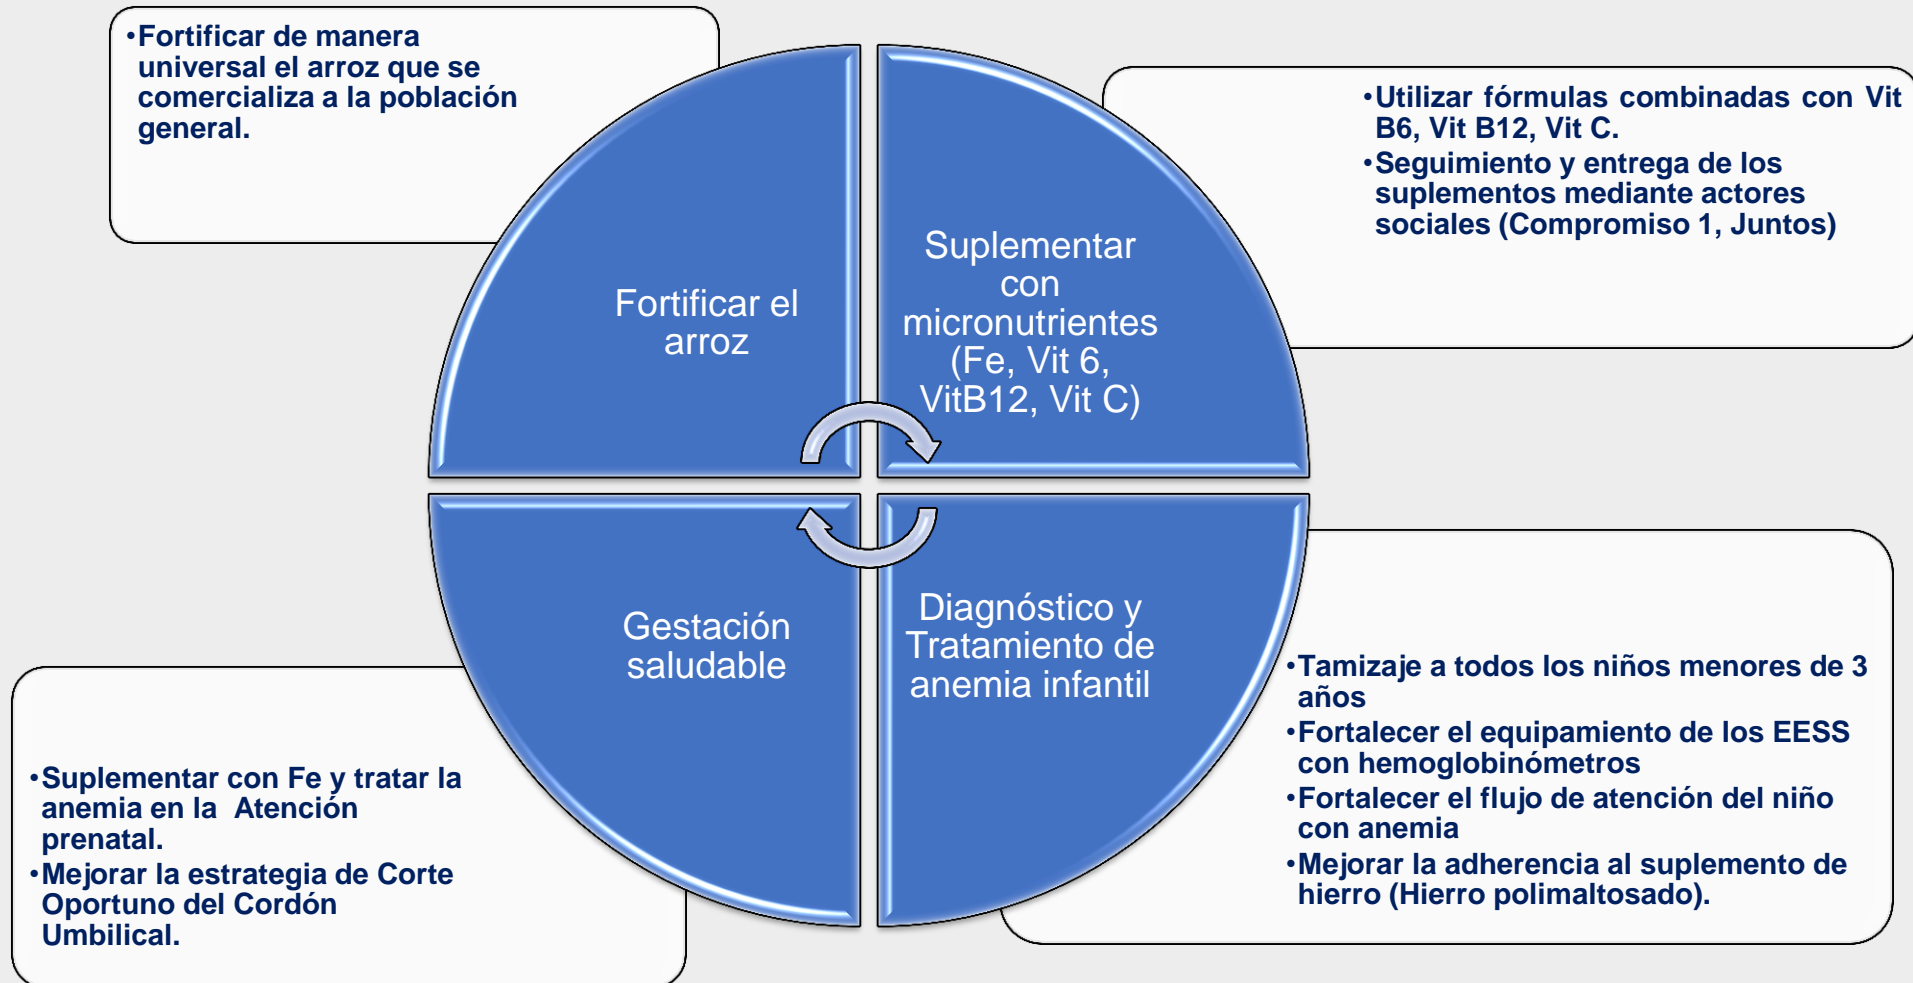 •Fortificar de manera
universal el arroz que se
comercializa a la población
general.
•Utilizar fórmulas combinadas con Vit
B6, Vit B12, Vit C.
•Seguimiento y entrega de los
suplementos mediante actores
sociales (Compromiso 1, Juntos)
Fortificar el
arroz
Suplementar
con
micronutrientes
(Fe, Vit 6,
VitB12, Vit C)
Gestación
saludable
Diagnóstico y
Tratamiento de
anemia infantil
•Suplementar con Fe y tratar la
anemia en la Atención
prenatal.
•Mejorar la estrategia de Corte
Oportuno del Cordón
Umbilical.
•Tamizaje a todos los niños menores de 3
años
•Fortalecer el equipamiento de los EESS
con hemoglobinómetros
•Fortalecer el flujo de atención del niño
con anemia
•Mejorar la adherencia al suplemento de
hierro (Hierro polimaltosado).